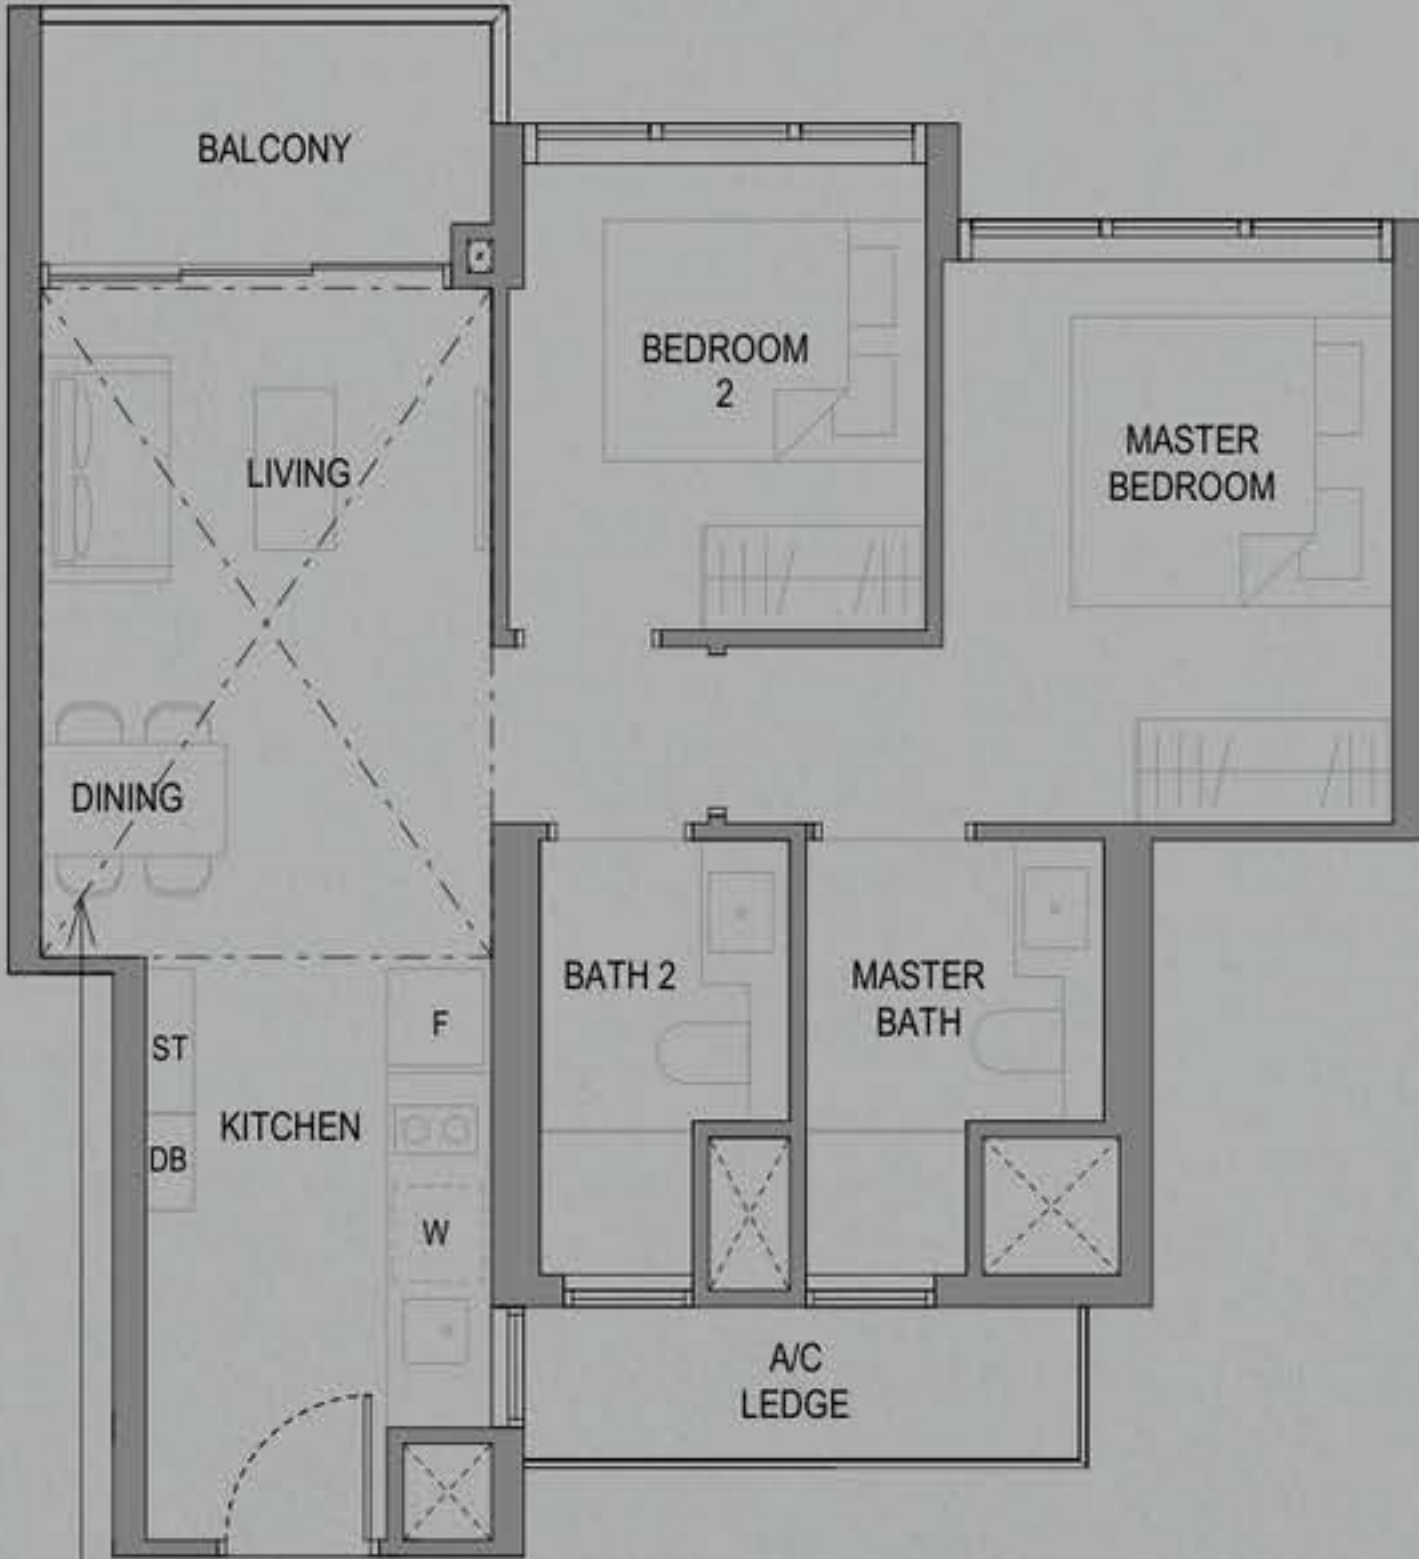 BALCONY
BEDROOM
2
MASTER
BEDROOM
LIVING
DINING
BATH 2
MASTER
BATH
ST
F
KITCHEN
DB
W
A/C
LEDGE